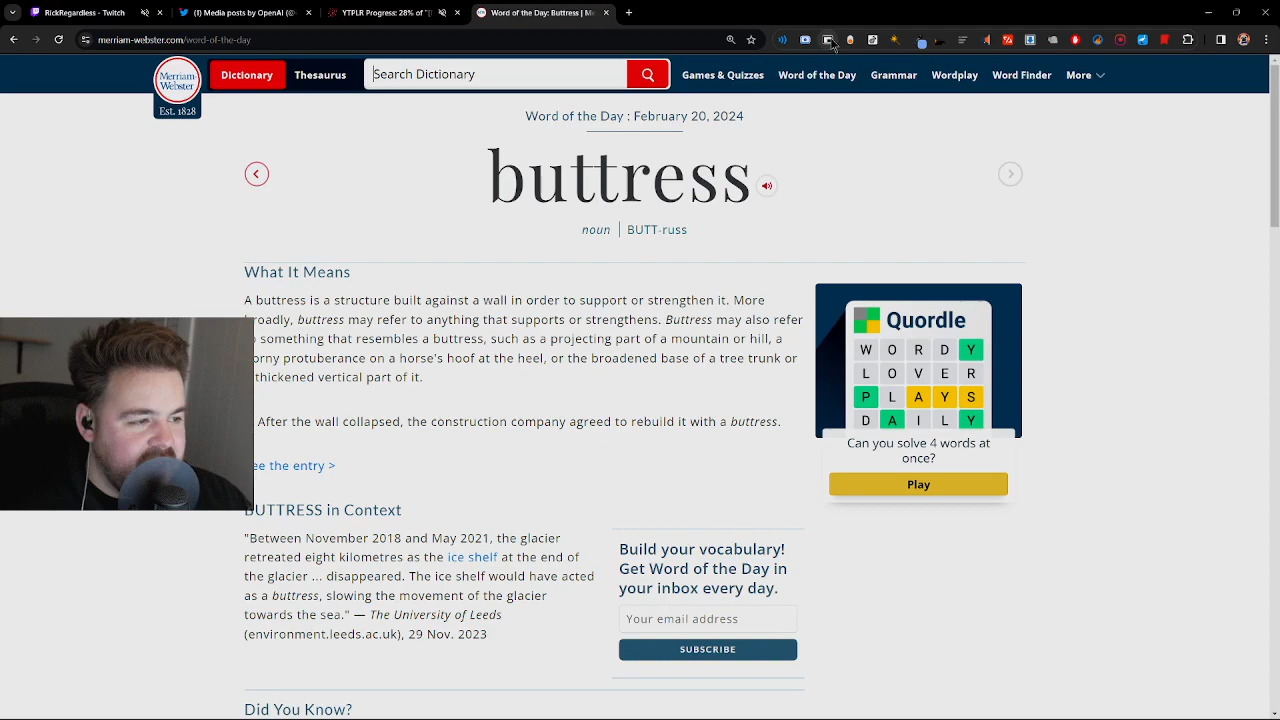 RickRegardless - Twitch
(1) Media posts by OpenAI (@
YTPLR Progress: 28% of "[
Word of the Day: Buttress | Me
merriam-webster.com/word-of-the-day
Merriam-
Webster
Est. 1828
Dictionary
Thesaurus
Search Dictionary
Games & Quizzes
Word of the Day
Grammar
Wordplay
Word Finder
More
Word of the Day : February 20, 2024
buttress
noun
BUTT-russ
What It Means
A buttress is a structure built against a wall in order to support or strengthen it. More
broadly, buttress may refer to anything that supports or strengthens. Buttress may also refer
o something that resembles a buttress, such as a projecting part of a mountain or hill, a
orny protuberance on a horse's hoof at the heel, or the broadened base of a tree trunk or
thickened vertical part of it.
After the wall collapsed, the construction company agreed to rebuild it with a buttress.
ee the entry >
BUTTRESS in Context
"Between November 2018 and May 2021, the glacier
retreated eight kilometres as the ice shelf at the end of
the glacier ... disappeared. The ice shelf would have acted
as a buttress, slowing the movement of the glacier
towards the sea." — The University of Leeds
(environment.leeds.ac.uk), 29 Nov. 2023
Build your vocabulary!
Get Word of the Day in
your inbox every day.
Your email address
SUBSCRIBE
Did You Know?
Quordle
W O R D Y
L O V E R
P L A Y S
D A I L Y
Can you solve 4 words at
once?
Play